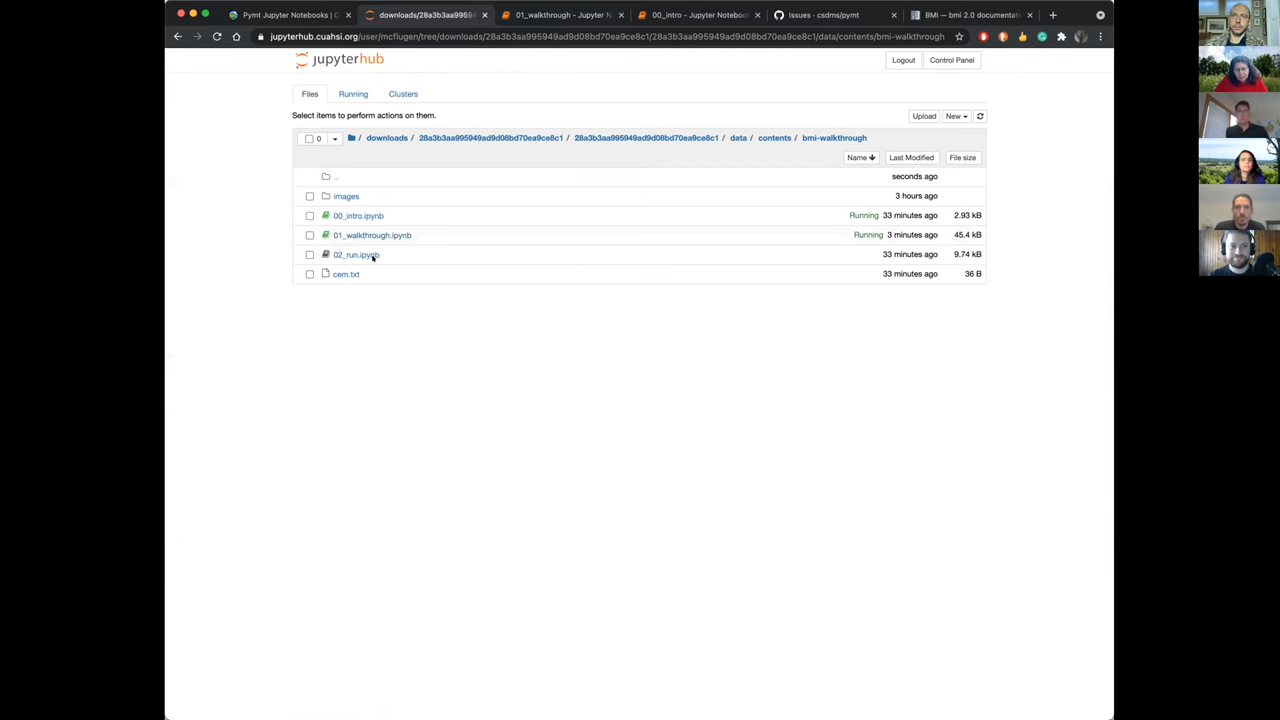 Pymt Jupyter Notebooks | C
downloads/28a3b3aa99594
01_walkthrough - Jupyter N
00_intro - Jupyter Noteboo
Issues · csdms/pymt
BMI — bmi 2.0 documentati
jupyterhub.cuahsi.org/user/mcflugen/tree/downloads/28a3b3aa995949ad9d08bd70ea9ce8c1/28a3b3aa995949ad9d08bd70ea9ce8c1/data/contents/bmi-walkthrough
jupyterhub
Logout
Control Panel
Files
Running
Clusters
Select items to perform actions on them.
Upload
New
0
/ downloads / 28a3b3aa995949ad9d08bd70ea9ce8c1 / 28a3b3aa995949ad9d08bd70ea9ce8c1 / data / contents / bmi-walkthrough
Name
Last Modified
File size
..
seconds ago
images
3 hours ago
00_intro.ipynb
Running 33 minutes ago 2.93 kB
01_walkthrough.ipynb
Running 3 minutes ago 45.4 kB
02_run.ipynb
33 minutes ago 9.74 kB
cem.txt
33 minutes ago 36 B